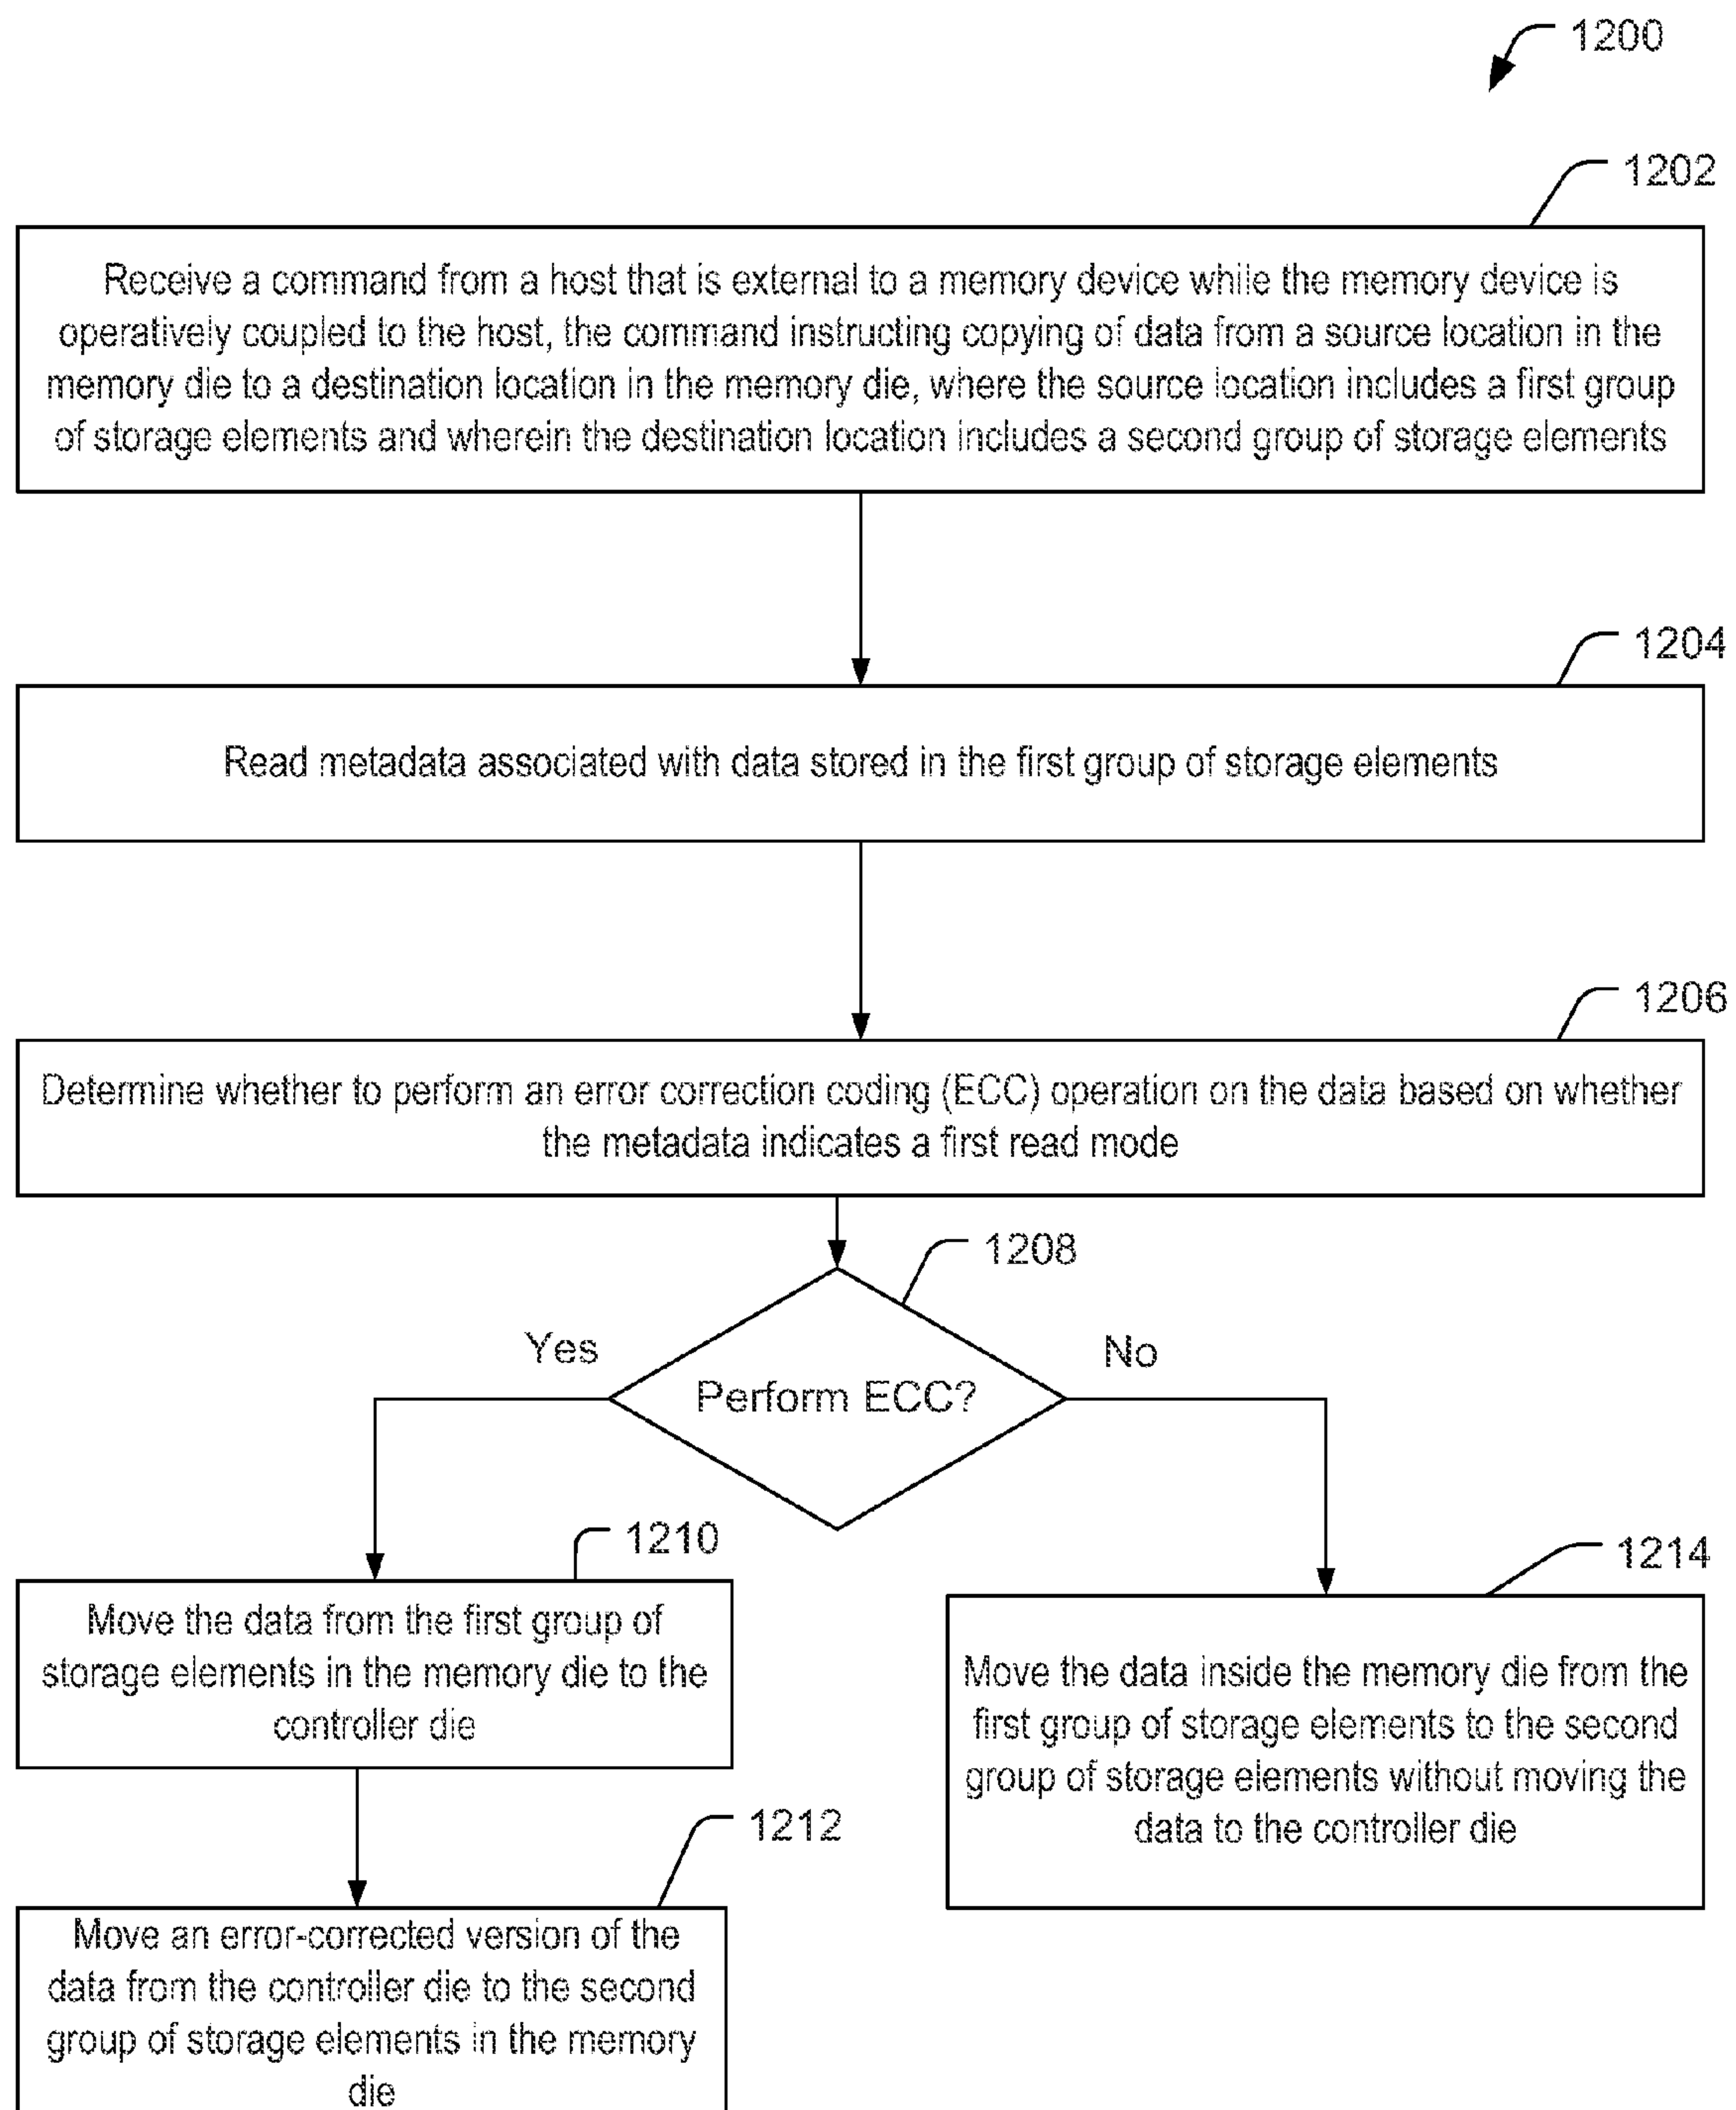 1200
1202
Receive a command from a host that is external to a memory device while the memory device is
operatively coupled to the host, the command instructing copying of data from a source location in the
memory die to a destination location in the memory die, where the source location includes a first group
of storage elements and wherein the destination location includes a second group of storage elements
1204
Read metadata associated with data stored in the first group of storage elements
1206
Determine whether to perform an error correction coding (ECC) operation on the data based on whether
the metadata indicates a first read mode
1208
Yes
No
Perform ECC?
1210
Move the data from the first group of
storage elements in the memory die to the
controller die
1214
Move the data inside the memory die from the
first group of storage elements to the second
group of storage elements without moving the
data to the controller die
1212
Move an error-corrected version of the
data from the controller die to the second
group of storage elements in the memory
die